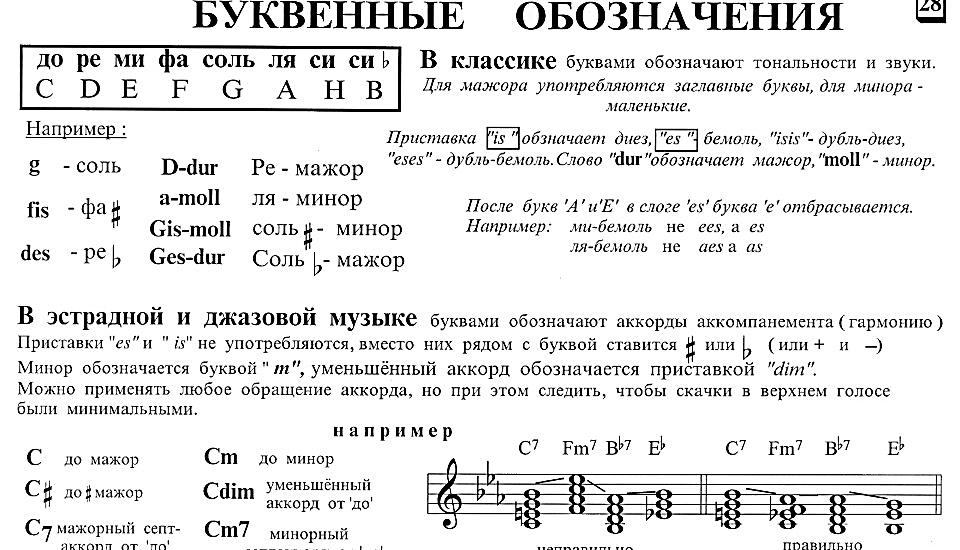 БУКВЕННЫЕ ОБОЗНАЧЕНИЯ
28
до ре ми фа соль ля си си♭
C D E F G A H B
В классике буквами обозначают тональности и звуки.
Для мажора употребляются заглавные буквы, для минора -
маленькие.
Например :
Приставка "is "обозначает диез, "es "- бемоль, "isis"- дубль-диез,
"eses" - дубль-бемоль. Слово "dur"обозначает мажор, "moll" - минор.
g - соль D-dur Ре - мажор
a-moll ля - минор
fis - фа♯
Gis-moll соль♯ - минор
des - ре♭ Ges-dur Соль♭- мажор
После букв 'A' и'E' в слоге 'es' буква 'e' отбрасывается.
Например: ми-бемоль не ees, а es
ля-бемоль не aes а as
В эстрадной и джазовой музыке буквами обозначают аккорды аккомпанемента ( гармонию )
Приставки "es" и " is" не употребляются, вместо них рядом с буквой ставится ♯ или ♭ ( или + и –)
Минор обозначается буквой " m", уменьшённый аккорд обозначается приставкой "dim".
Можно применять любое обращение аккорда, но при этом следить, чтобы скачки в верхнем голосе
были минимальными.
например
C до мажор Cm до минор
C♯ до♯мажор Cdim уменьшённый
аккорд от 'до'
C7 мажорный септ- Cm7 минорный
аккорд от 'до'
C7 Fm7 B♭7 E♭ C7 Fm7 B♭7 E♭
неправильно правильно